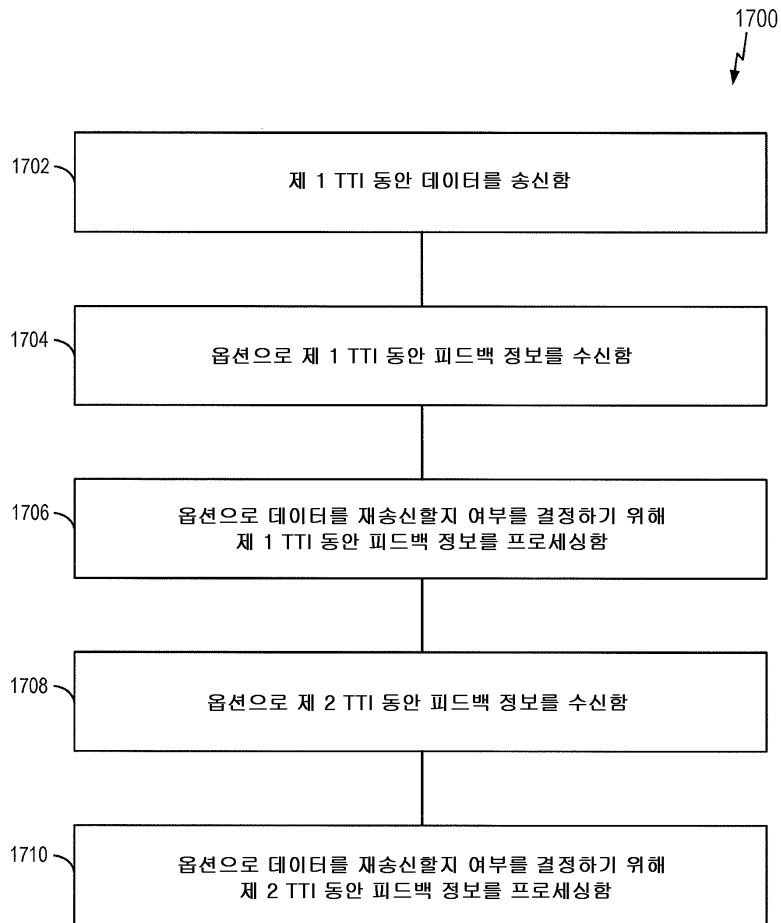 1700
1702
제 1 TTI 동안 데이터를 송신함
1704
옵션으로 제 1 TTI 동안 피드백 정보를 수신함
1706
옵션으로 데이터를 재송신할지 여부를 결정하기 위해
제 1 TTI 동안 피드백 정보를 프로세싱함
1708
옵션으로 제 2 TTI 동안 피드백 정보를 수신함
1710
옵션으로 데이터를 재송신할지 여부를 결정하기 위해
제 2 TTI 동안 피드백 정보를 프로세싱함